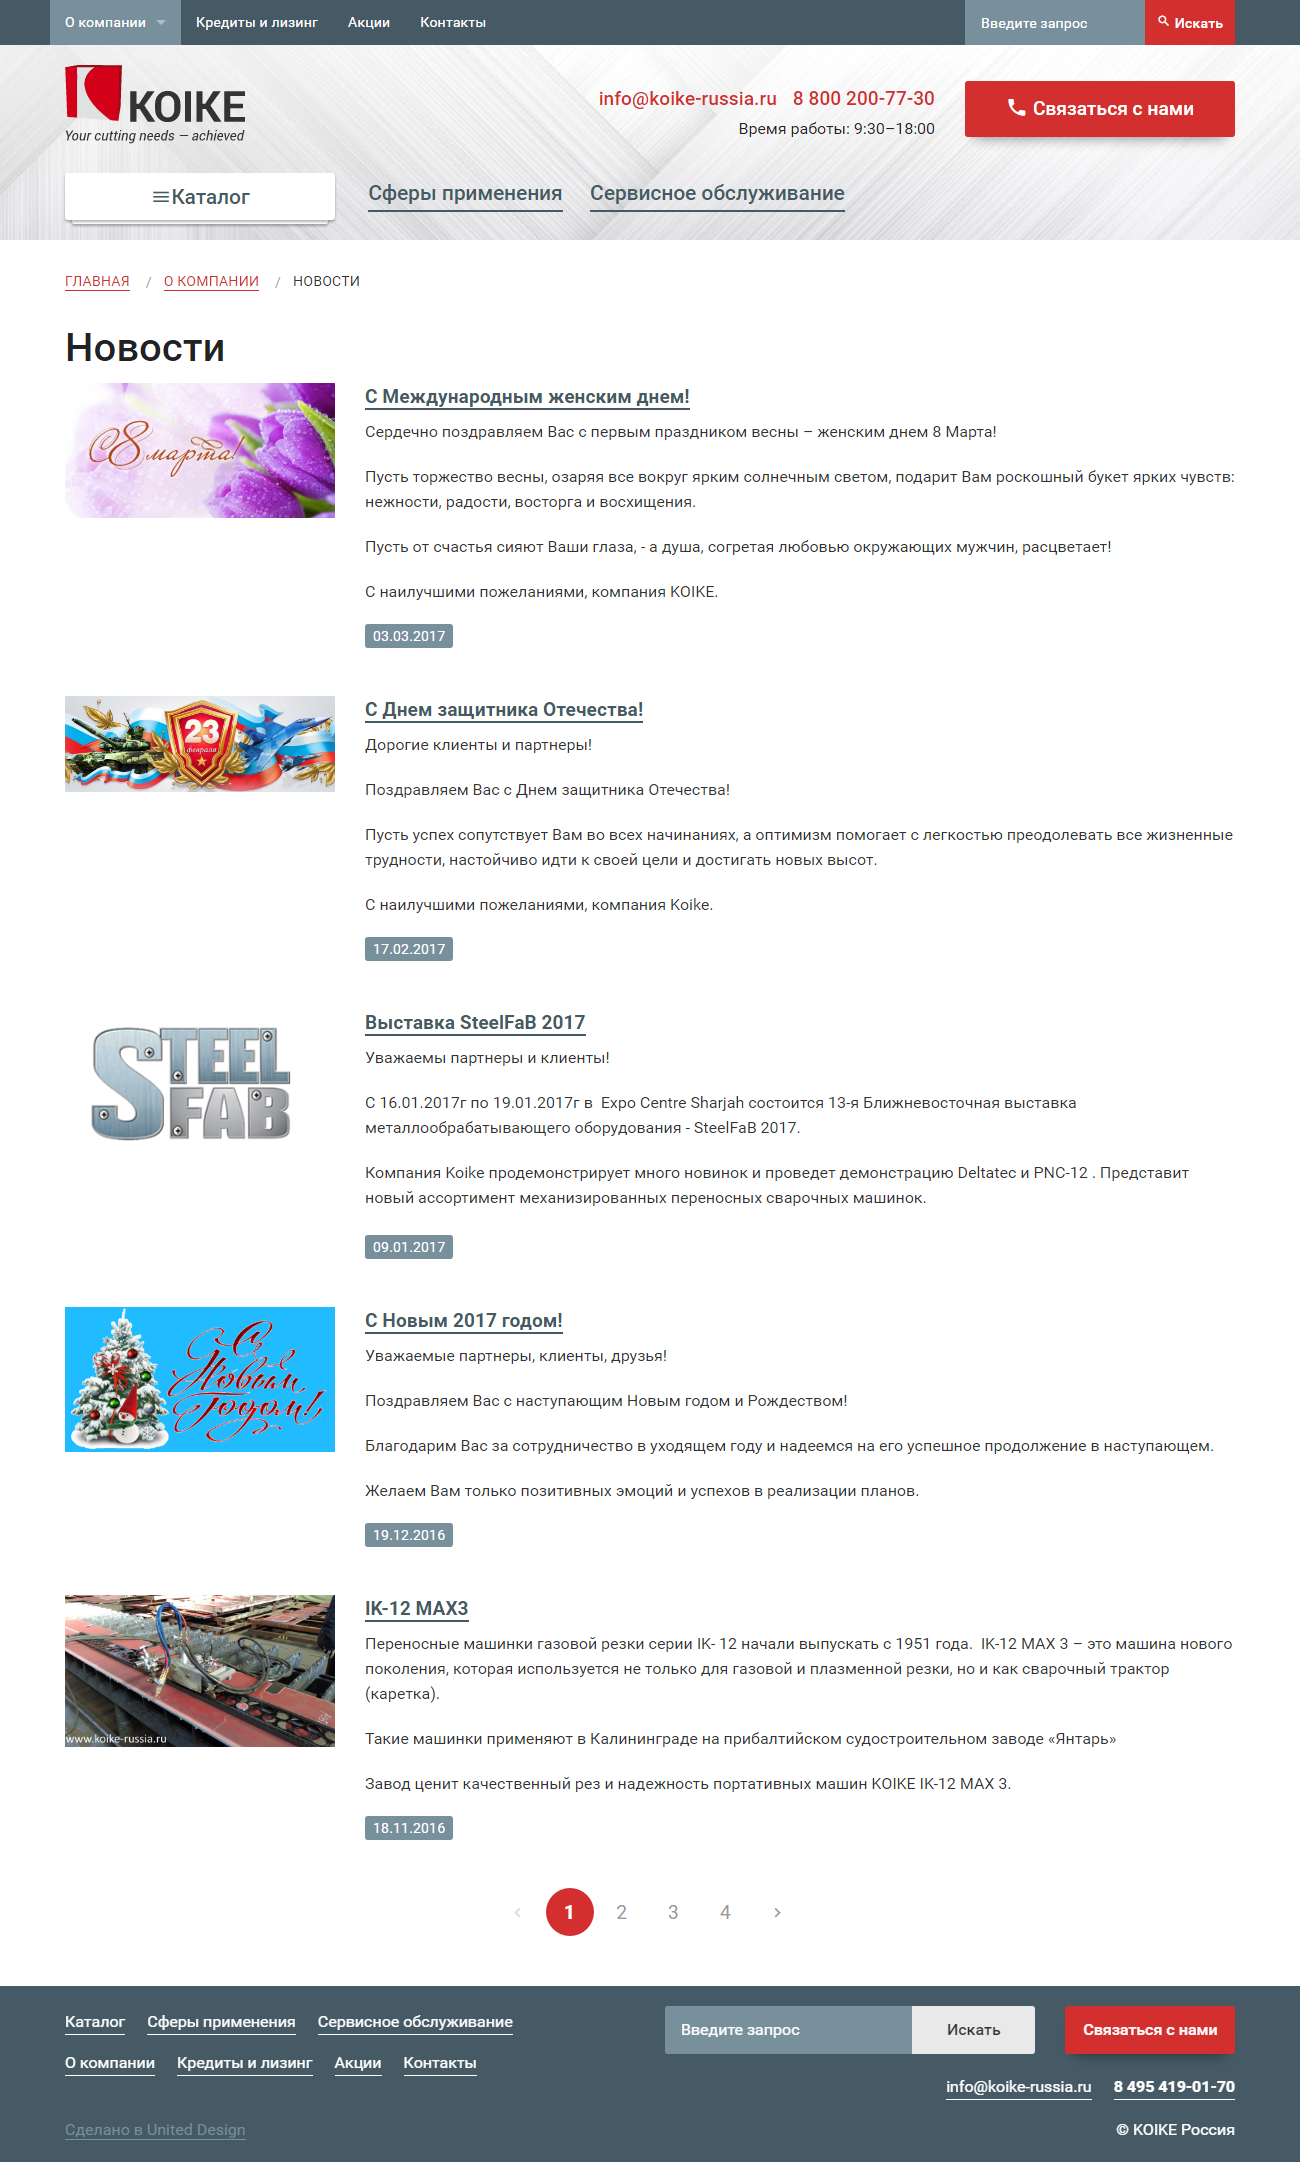 О компании
Кредиты и лизинг
Акции
Контакты
Введите запрос
Искать
KOIKE
Your cutting needs — achieved
info@koike-russia.ru
8 800 200-77-30
Время работы: 9:30–18:00
Связаться с нами
Каталог
Сферы применения
Сервисное обслуживание
ГЛАВНАЯ / О КОМПАНИИ / НОВОСТИ
Новости
С 8 марта!
С Международным женским днем!
Сердечно поздравляем Вас с первым праздником весны – женским днем 8 Марта!
Пусть торжество весны, озаряя все вокруг ярким солнечным светом, подарит Вам роскошный букет ярких чувств:
нежности, радости, восторга и восхищения.
Пусть от счастья сияют Ваши глаза, - а душа, согретая любовью окружающих мужчин, расцветает!
С наилучшими пожеланиями, компания KOIKE.
03.03.2017
23
февраля
С Днем защитника Отечества!
Дорогие клиенты и партнеры!
Поздравляем Вас с Днем защитника Отечества!
Пусть успех сопутствует Вам во всех начинаниях, а оптимизм помогает с легкостью преодолевать все жизненные
трудности, настойчиво идти к своей цели и достигать новых высот.
С наилучшими пожеланиями, компания Koike.
17.02.2017
STEEL
FAB
Выставка SteelFaB 2017
Уважаемы партнеры и клиенты!
С 16.01.2017г по 19.01.2017г в  Expo Centre Sharjah состоится 13-я Ближневосточная выставка
металлообрабатывающего оборудования - SteelFaB 2017.
Компания Koike продемонстрирует много новинок и проведет демонстрацию Deltatec и PNC-12 . Представит
новый ассортимент механизированных переносных сварочных машинок.
09.01.2017
С
Новым
Годом!
С Новым 2017 годом!
Уважаемые партнеры, клиенты, друзья!
Поздравляем Вас с наступающим Новым годом и Рождеством!
Благодарим Вас за сотрудничество в уходящем году и надеемся на его успешное продолжение в наступающем.
Желаем Вам только позитивных эмоций и успехов в реализации планов.
19.12.2016
www.koike-russia.ru
IK-12 MAX3
Переносные машинки газовой резки серии IK- 12 начали выпускать с 1951 года.  IK-12 MAX 3 – это машина нового
поколения, которая используется не только для газовой и плазменной резки, но и как сварочный трактор
(каретка).
Такие машинки применяют в Калининграде на прибалтийском судостроительном заводе «Янтарь»
Завод ценит качественный рез и надежность портативных машин KOIKE IK-12 MAX 3.
18.11.2016
‹ 1 2 3 4 ›
Каталог
Сферы применения
Сервисное обслуживание
О компании
Кредиты и лизинг
Акции
Контакты
Введите запрос
Искать
Связаться с нами
info@koike-russia.ru
8 495 419-01-70
Сделано в United Design
© KOIKE Россия